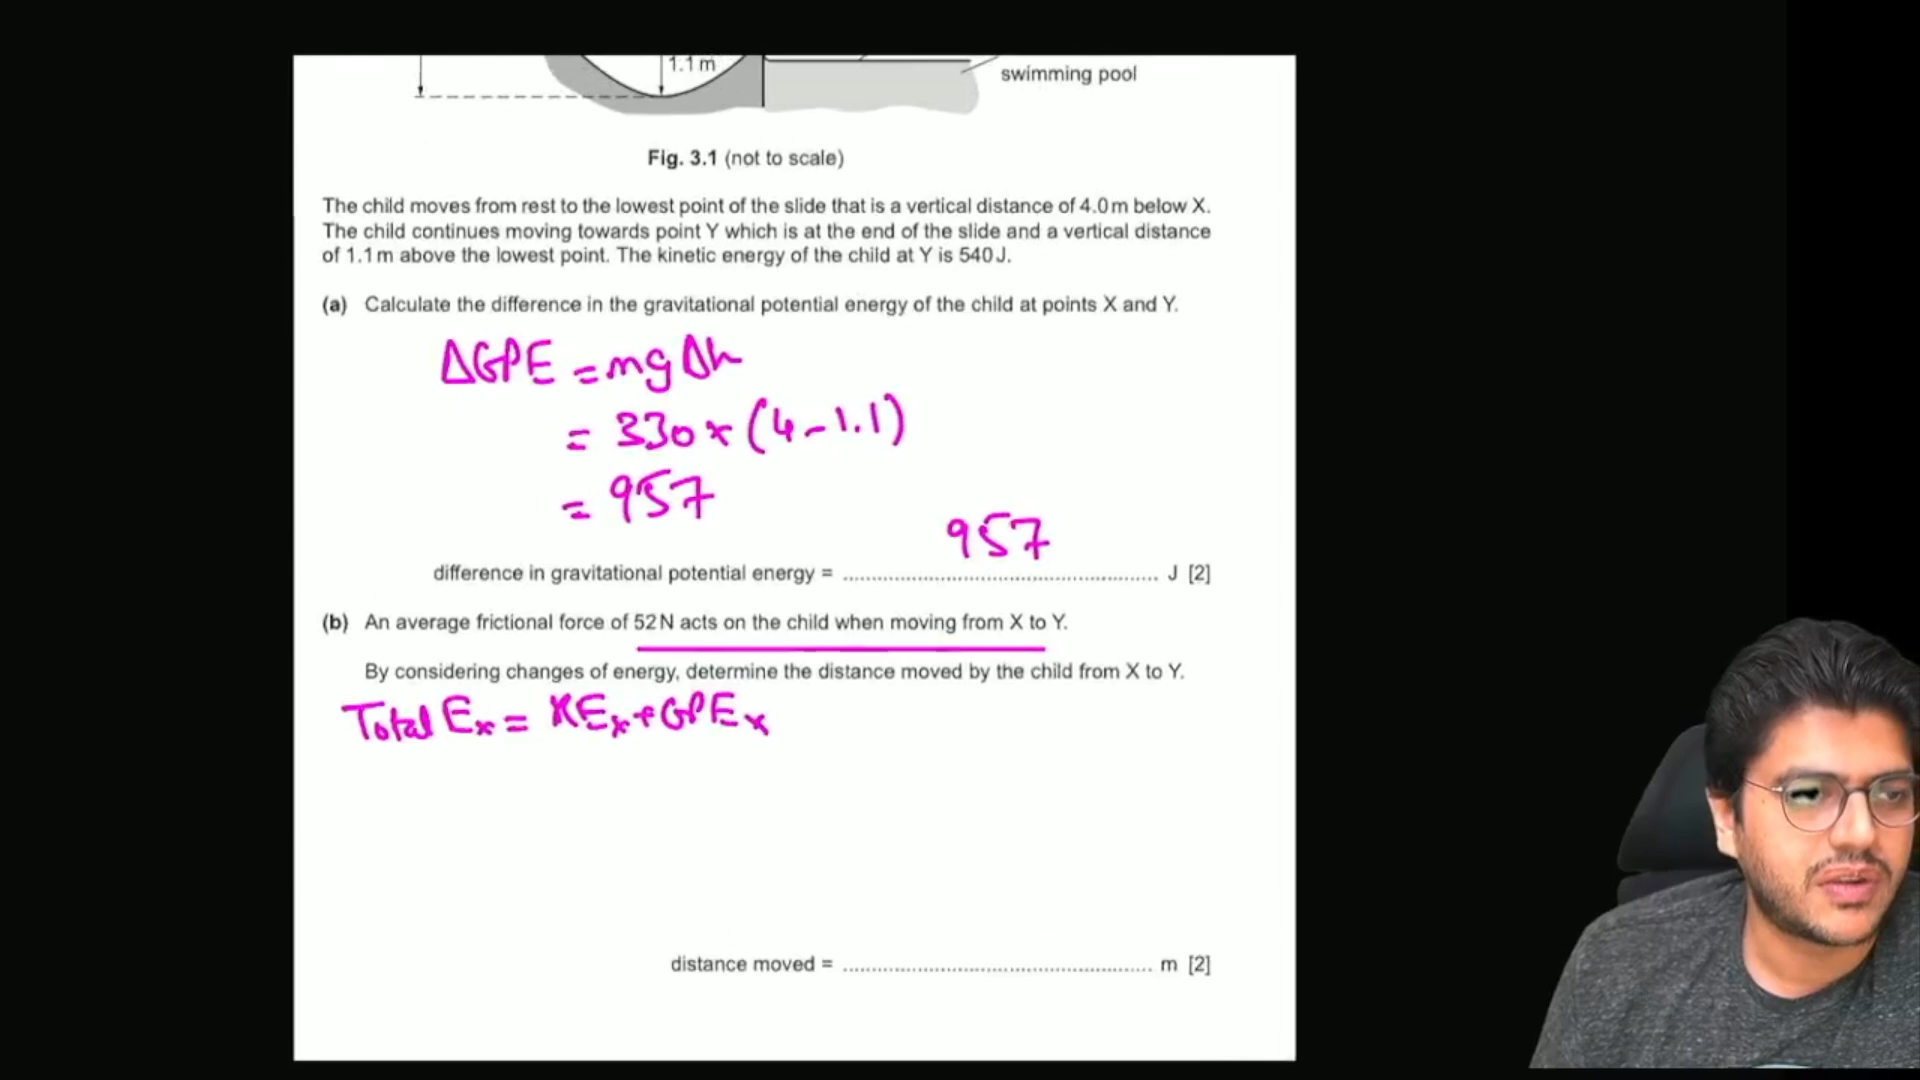 1.1 m
swimming pool
Fig. 3.1 (not to scale)
The child moves from rest to the lowest point of the slide that is a vertical distance of 4.0 m below X.
The child continues moving towards point Y which is at the end of the slide and a vertical distance
of 1.1 m above the lowest point. The kinetic energy of the child at Y is 540 J.
(a) Calculate the difference in the gravitational potential energy of the child at points X and Y.
ΔGPE = mgΔh
= 330 × (4 - 1.1)
= 957
957
difference in gravitational potential energy = ........................................................ J [2]
(b) An average frictional force of 52 N acts on the child when moving from X to Y.
By considering changes of energy, determine the distance moved by the child from X to Y.
Total Ex = KEx + GPEx
distance moved = ........................................................ m [2]